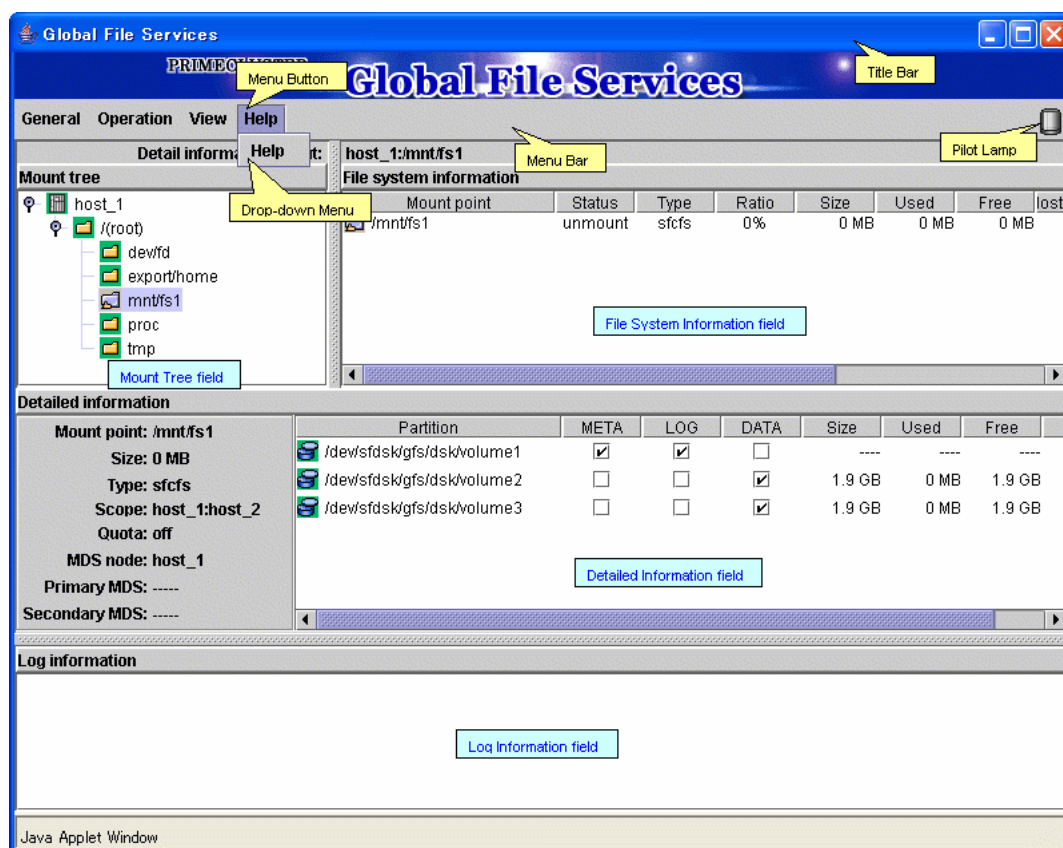 Global File Services
Global File Services
Menu Button
Title Bar
General Operation View Help
Help
Menu Bar
Pilot Lamp
Drop-down Menu
host_1:/mnt/fs1
Mount tree
host_1
/(root)
dev/fd
export/home
mnt/fs1
proc
tmp
Mount Tree field
File system information
Mount point Status Type Ratio Size Used Free
/mnt/fs1 unmount sfcfs 0% 0 MB 0 MB 0 MB
File System Information field
Detailed information
Mount point: /mnt/fs1
Size: 0 MB
Type: sfcfs
Scope: host_1:host_2
Quota: off
MDS node: host_1
Primary MDS: -----
Secondary MDS: -----
Partition META LOG DATA Size Used Free
/dev/sfdsk/gfs/dsk/volume1 ---- ---- ----
/dev/sfdsk/gfs/dsk/volume2 1.9 GB 0 MB 1.9 GB
/dev/sfdsk/gfs/dsk/volume3 1.9 GB 0 MB 1.9 GB
Detailed Information field
Log information
Log Information field
Java Applet Window